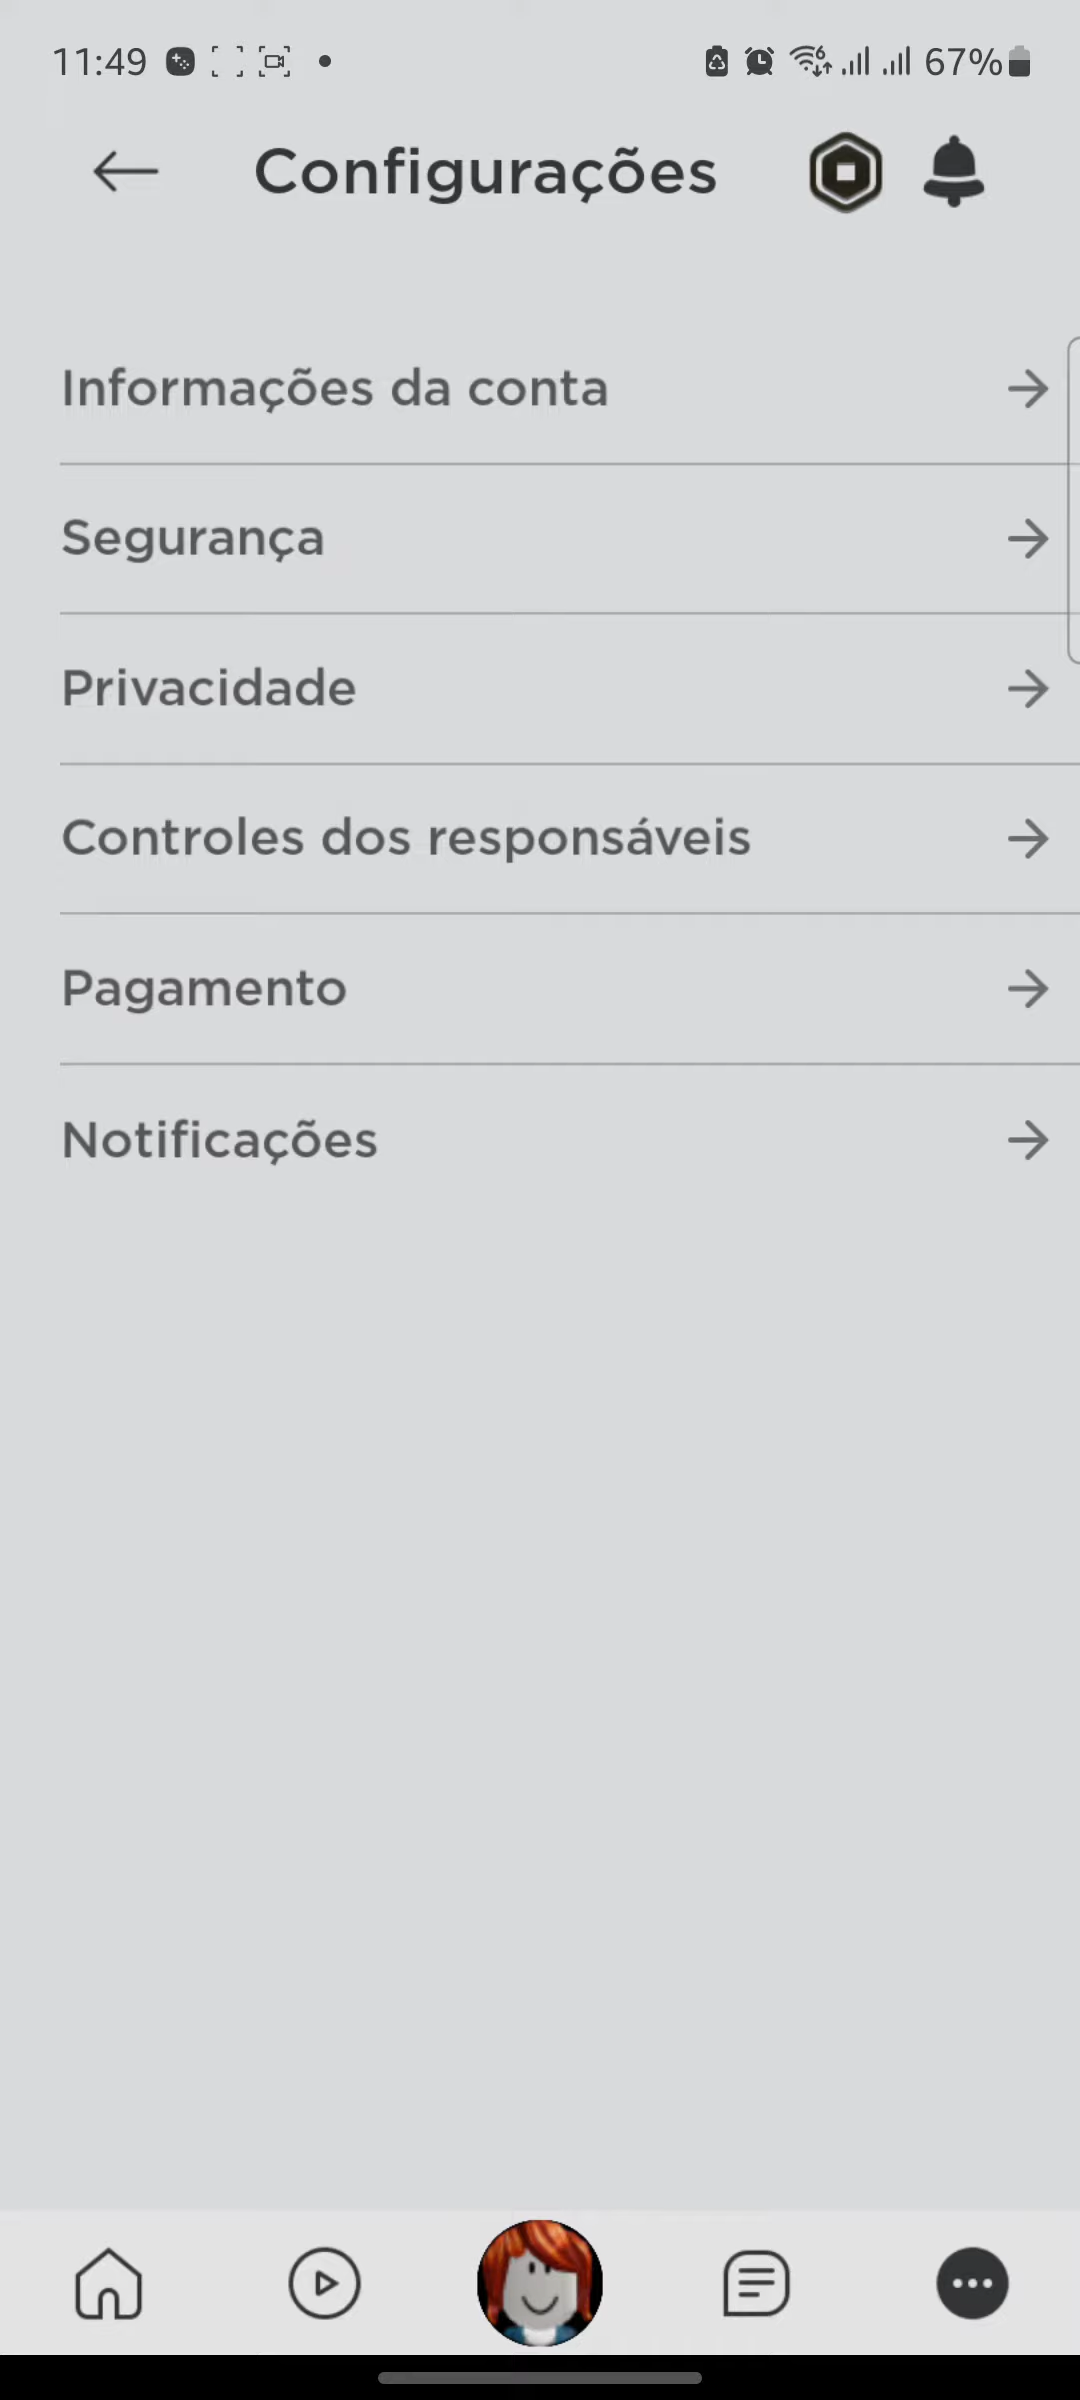 11:49
67%
Configurações
Informações da conta
Segurança
Privacidade
Controles dos responsáveis
Pagamento
Notificações